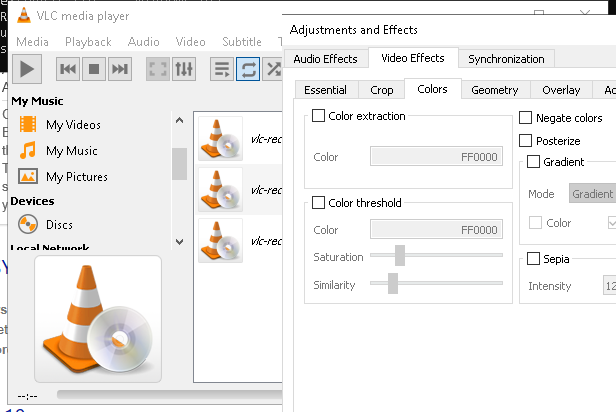 VLC media player
Media Playback Audio Video Subtitle
My Music
My Videos
My Music
My Pictures
Devices
Discs
Local Network
vlc-rec
vlc-rec
vlc-rec
--:--
Adjustments and Effects
Audio Effects Video Effects Synchronization
Essential Crop Colors Geometry Overlay
Color extraction
Color FF0000
Color threshold
Color FF0000
Saturation
Similarity
Negate colors
Posterize
Gradient
Mode Gradient
Color
Sepia
Intensity 12